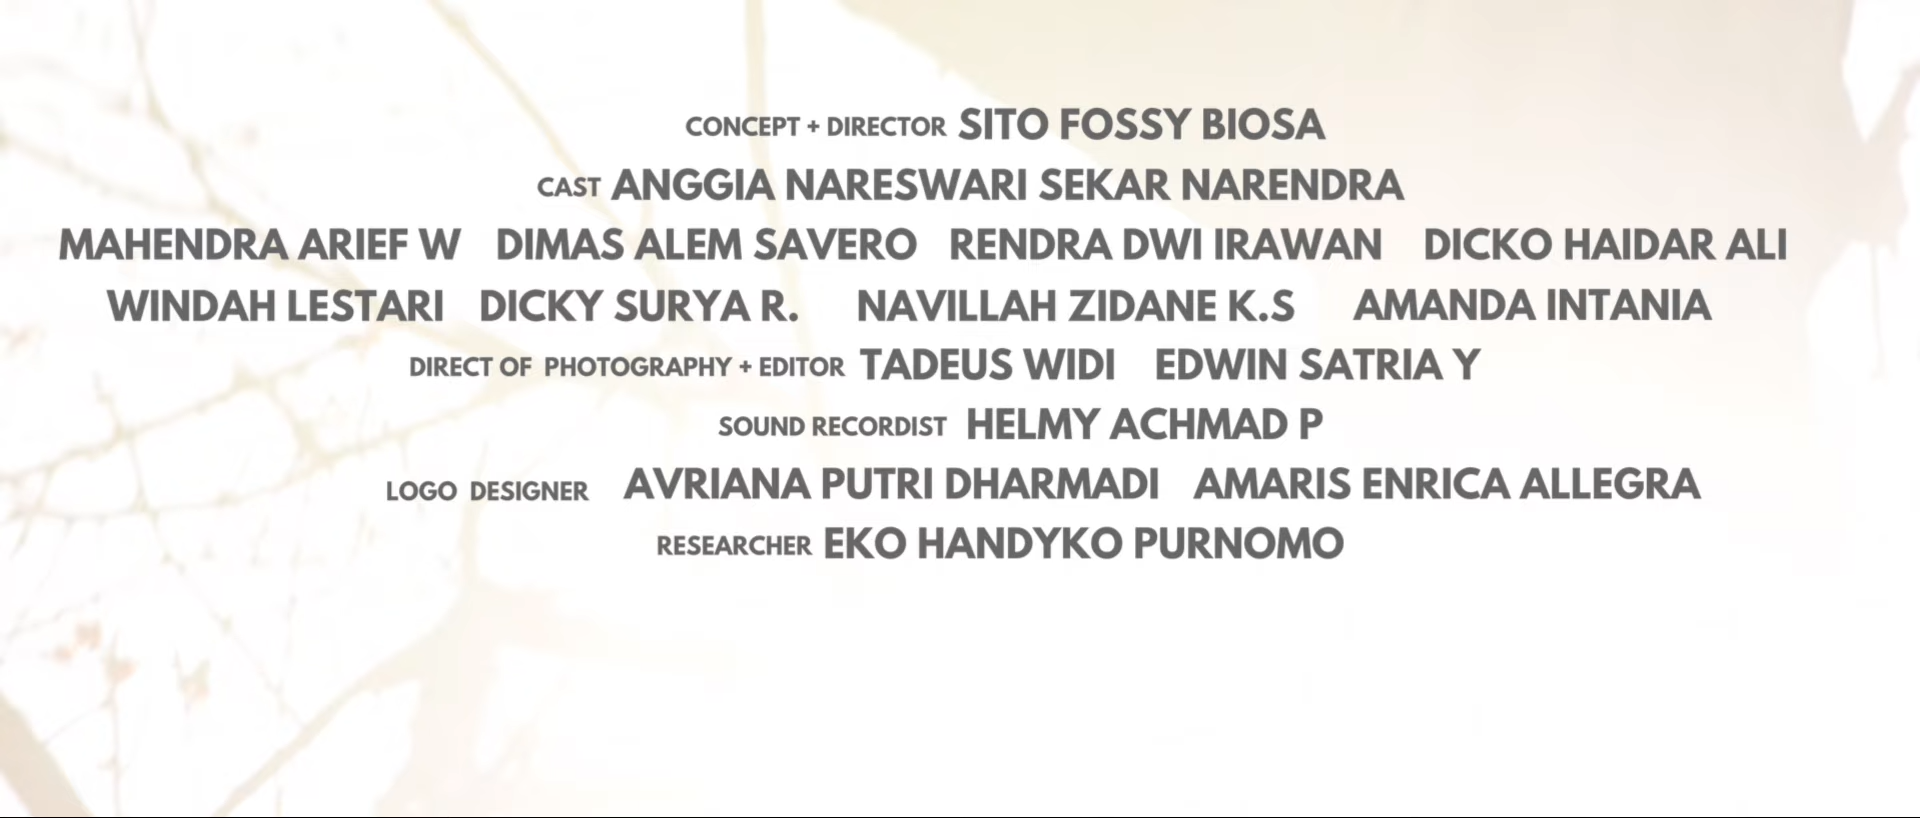 CONCEPT + DIRECTOR SITO FOSSY BIOSA
CAST ANGGIA NARESWARI SEKAR NARENDRA
MAHENDRA ARIEF W DIMAS ALEM SAVERO RENDRA DWI IRAWAN DICKO HAIDAR ALI
WINDAH LESTARI DICKY SURYA R. NAVILLAH ZIDANE K.S AMANDA INTANIA
DIRECT OF PHOTOGRAPHY + EDITOR TADEUS WIDI EDWIN SATRIA Y
SOUND RECORDIST HELMY ACHMAD P
LOGO DESIGNER AVRIANA PUTRI DHARMADI AMARIS ENRICA ALLEGRA
RESEARCHER EKO HANDYKO PURNOMO